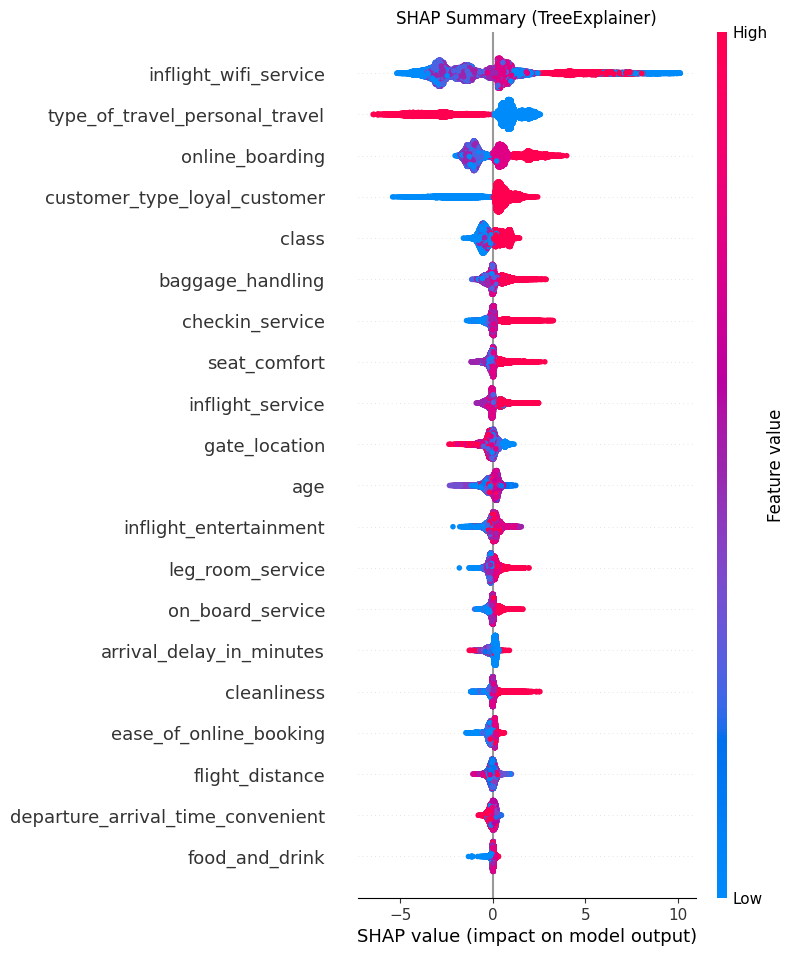 SHAP Summary (TreeExplainer)
High
inflight_wifi_service
type_of_travel_personal_travel
online_boarding
customer_type_loyal_customer
class
baggage_handling
checkin_service
seat_comfort
inflight_service
gate_location
age
inflight_entertainment
leg_room_service
on_board_service
arrival_delay_in_minutes
cleanliness
ease_of_online_booking
flight_distance
departure_arrival_time_convenient
food_and_drink
Feature value
Low
−5 0 5 10
SHAP value (impact on model output)